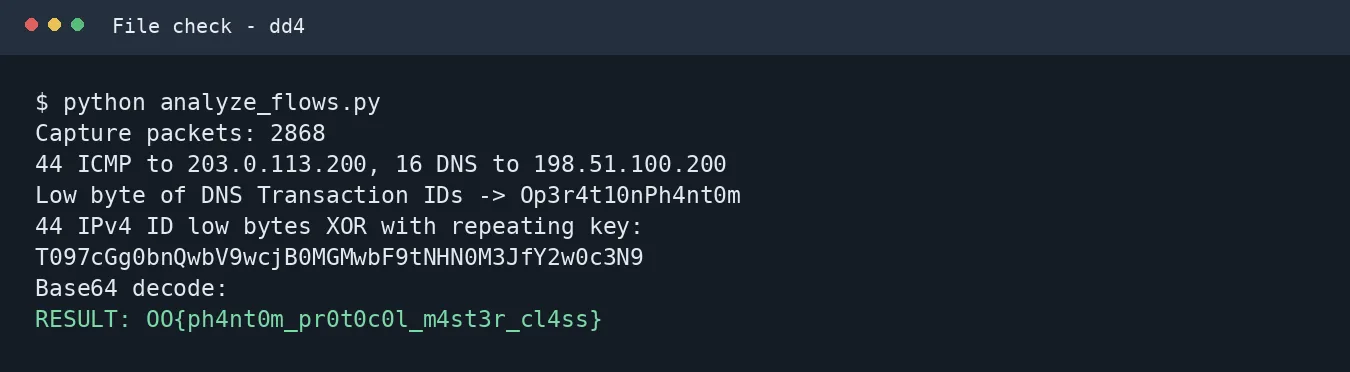 File check - dd4
$ python analyze_flows.py
Capture packets: 2868
44 ICMP to 203.0.113.200, 16 DNS to 198.51.100.200
Low byte of DNS Transaction IDs -> Op3r4t10nPh4nt0m
44 IPv4 ID low bytes XOR with repeating key:
T097cGg0bnQwbV9wcjB0MGMwbF9tNHN0M3JfY2w0c3N9
Base64 decode:
RESULT: OO{ph4nt0m_pr0t0c0l_m4st3r_cl4ss}